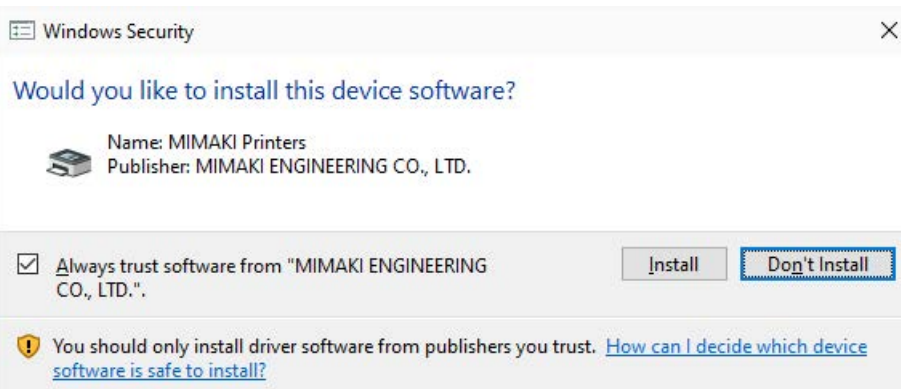 Windows Security
Would you like to install this device software?
Name: MIMAKI Printers
Publisher: MIMAKI ENGINEERING CO., LTD.
Always trust software from "MIMAKI ENGINEERING
CO., LTD.".
Install
Don't Install
You should only install driver software from publishers you trust. How can I decide which device
software is safe to install?